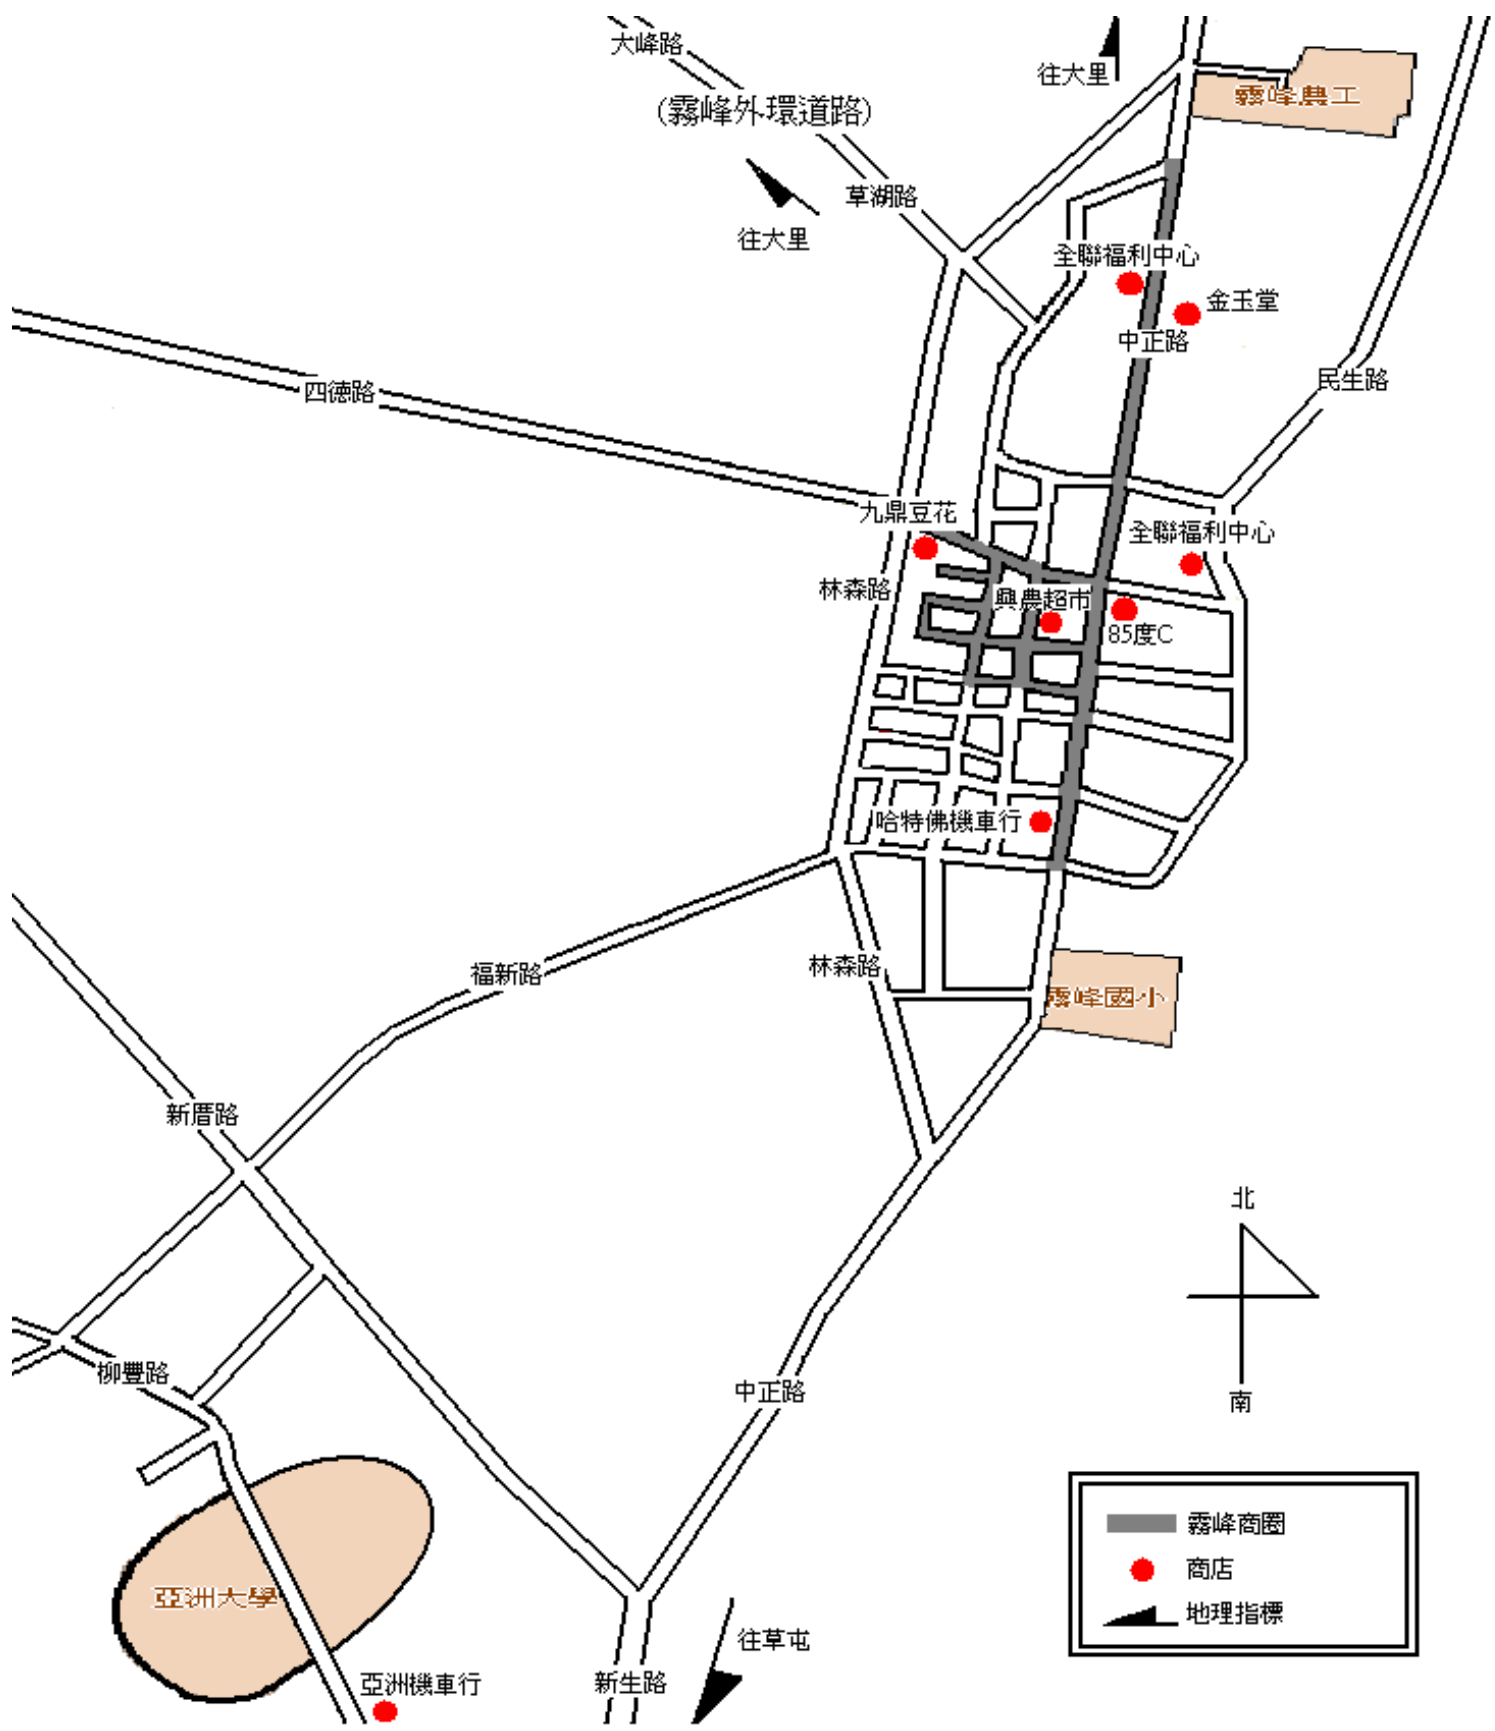 大峰路
往大里
霧峰農工
(霧峰外環道路)
草湖路
往大里
全聯福利中心
金玉堂
中正路
民生路
四德路
九鼎豆花
全聯福利中心
林森路
興農超市
85度C
哈特佛機車行
林森路
福新路
霧峰國小
新厝路
北
柳豐路
中正路
南
霧峰商圈
商店
亞洲大學
地理指標
往草屯
亞洲機車行
新生路